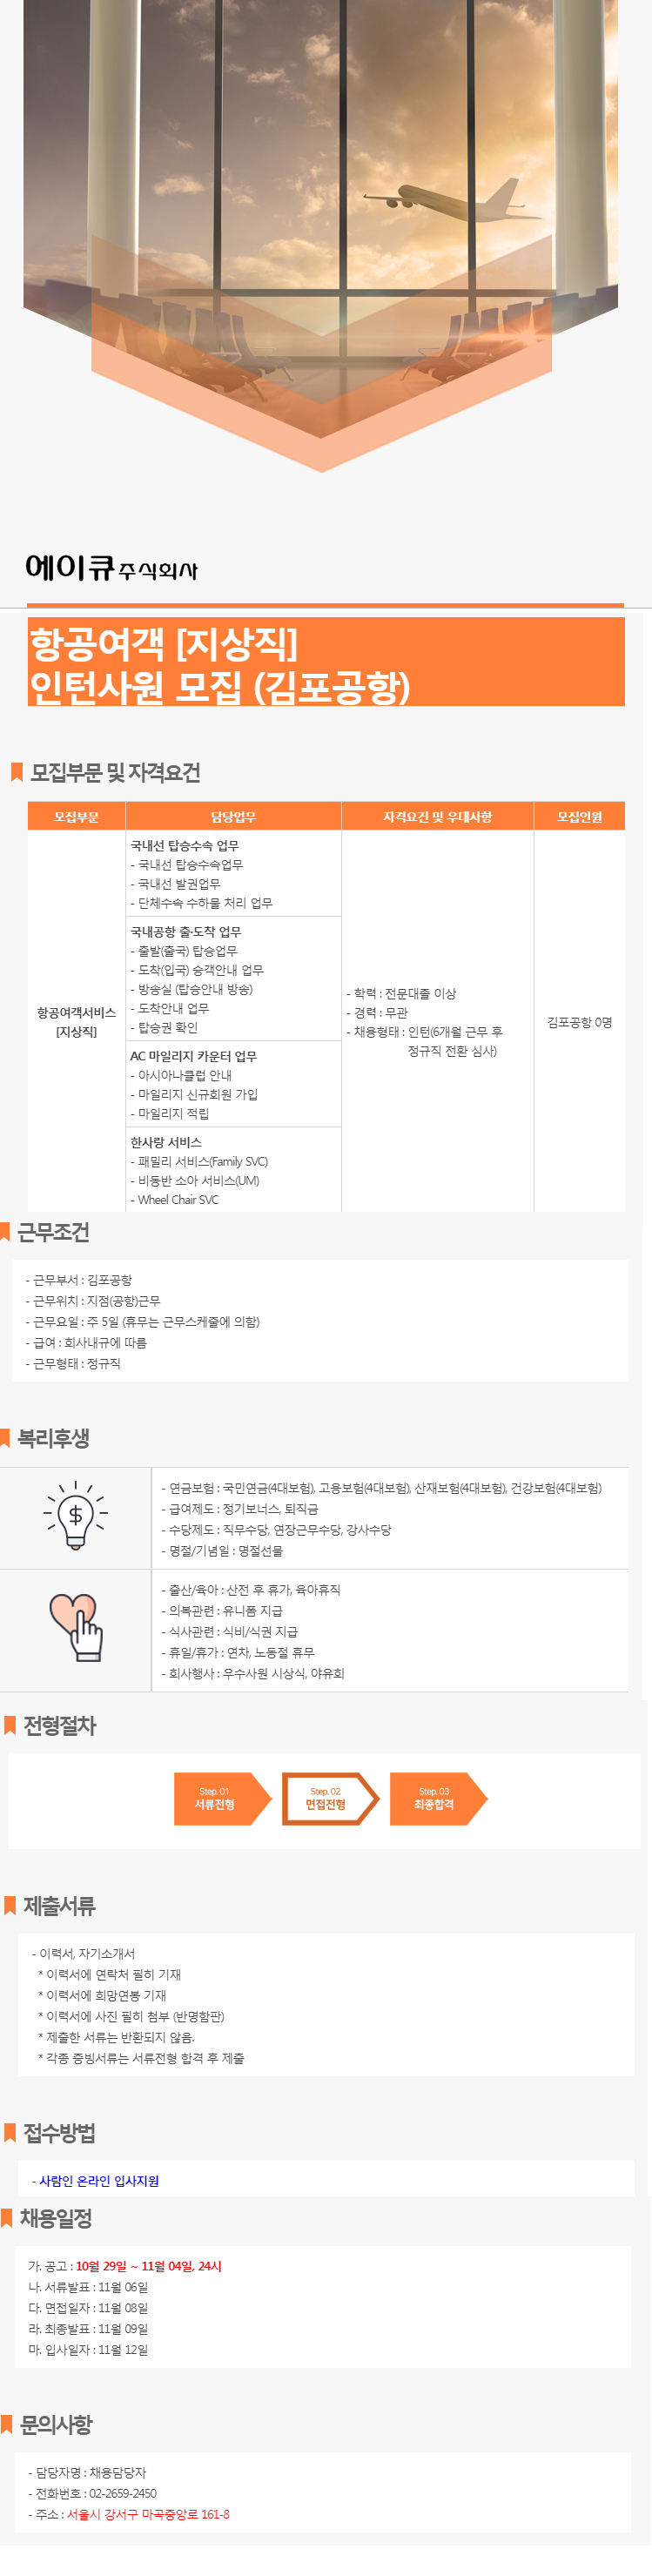 에이큐주식회사
항공여객 [지상직]
인턴사원 모집 (김포공항)
모집부문 및 자격요건
모집부문 담당업무 자격요건 및 우대사항 모집인원
항공여객서비스
[지상직]
국내선 탑승수속 업무
- 국내선 탑승수속업무
- 국내선 발권업무
- 단체수속 수하물 처리 업무
국내공항 출·도착 업무
- 출발(출국) 탑승업무
- 도착(입국) 승객안내 업무
- 방송실 (탑승안내 방송)
- 도착안내 업무
- 탑승권 확인
AC 마일리지 카운터 업무
- 아시아나클럽 안내
- 마일리지 신규회원 가입
- 마일리지 적립
한사랑 서비스
- 패밀리 서비스(Family SVC)
- 비동반 소아 서비스(UM)
- Wheel Chair SVC
- 학력 : 전문대졸 이상
- 경력 : 무관
- 채용형태 : 인턴(6개월 근무 후
정규직 전환 심사)
김포공항 0명
근무조건
- 근무부서 : 김포공항
- 근무위치 : 지점(공항)근무
- 근무요일 : 주 5일 (휴무는 근무스케줄에 의함)
- 급여 : 회사내규에 따름
- 근무형태 : 정규직
복리후생
- 연금보험 : 국민연금(4대보험), 고용보험(4대보험), 산재보험(4대보험), 건강보험(4대보험)
- 급여제도 : 정기보너스, 퇴직금
- 수당제도 : 직무수당, 연장근무수당, 강사수당
- 명절/기념일 : 명절선물
- 출산/육아 : 산전 후 휴가, 육아휴직
- 의복관련 : 유니폼 지급
- 식사관련 : 식비/식권 지급
- 휴일/휴가 : 연차, 노동절 휴무
- 회사행사 : 우수사원 시상식, 야유회
전형절차
Step. 01
서류전형
Step. 02
면접전형
Step. 03
최종합격
제출서류
- 이력서, 자기소개서
* 이력서에 연락처 필히 기재
* 이력서에 희망연봉 기재
* 이력서에 사진 필히 첨부 (반명함판)
* 제출한 서류는 반환되지 않음.
* 각종 증빙서류는 서류전형 합격 후 제출
접수방법
- 사람인 온라인 입사지원
채용일정
가. 공고 : 10월 29일 ~ 11월 04일, 24시
나. 서류발표 : 11월 06일
다. 면접일자 : 11월 08일
라. 최종발표 : 11월 09일
마. 입사일자 : 11월 12일
문의사항
- 담당자명 : 채용담당자
- 전화번호 : 02-2659-2450
- 주소 : 서울시 강서구 마곡중앙로 161-8